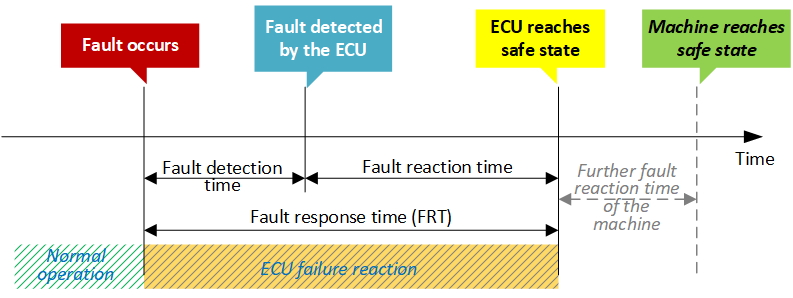 Fault occurs
Fault detected
by the ECU
ECU reaches
safe state
Machine reaches
safe state
Time
Fault detection
time
Fault reaction time
Further fault
reaction time
of the
machine
Fault response time (FRT)
Normal
operation
ECU failure reaction